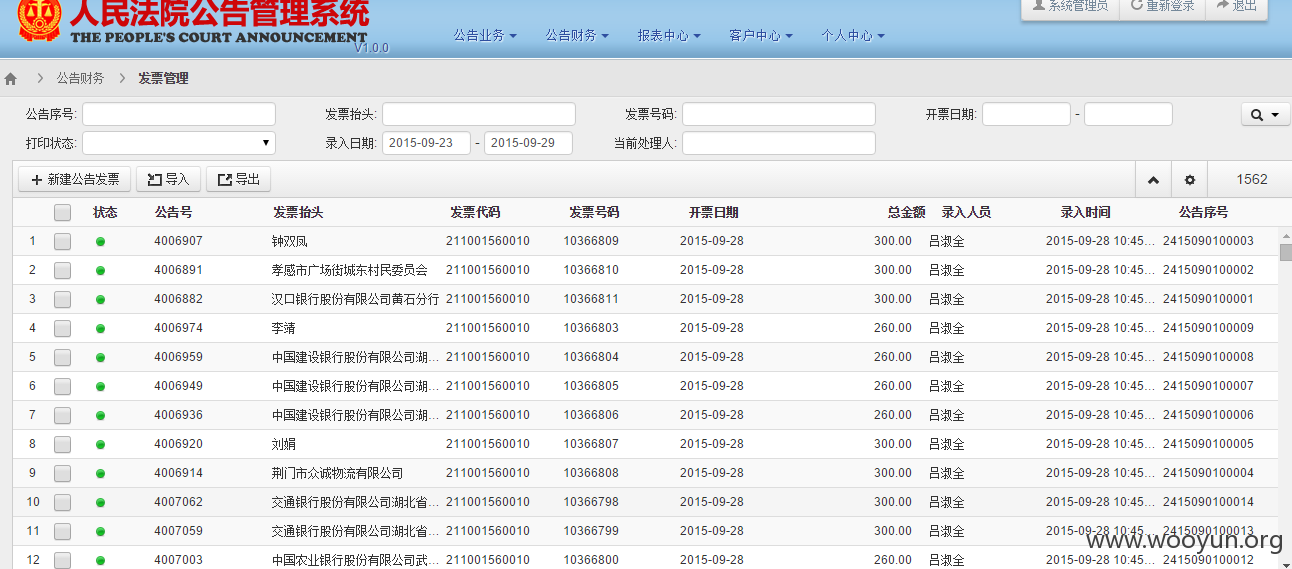 人民法院公告管理系统
THE PEOPLE'S COURT ANNOUNCEMENT
V1.0.0
系统管理员 重新登录 退出
公告业务 公告财务 报表中心 客户中心 个人中心
公告财务 发票管理
公告序号: 发票抬头: 发票号码: 开票日期: -
打印状态: 录入日期: 2015-09-23 - 2015-09-29 当前处理人:
新建公告发票 导入 导出 1562
状态 公告号 发票抬头 发票代码 发票号码 开票日期 总金额 录入人员 录入时间 公告序号
1 4006907 钟双凤 211001560010 10366809 2015-09-28 300.00 吕淑全 2015-09-28 10:45... 2415090100003
2 4006891 孝感市广场街城东村民委员会 211001560010 10366810 2015-09-28 300.00 吕淑全 2015-09-28 10:45... 2415090100002
3 4006882 汉口银行股份有限公司黄石分行 211001560010 10366811 2015-09-28 300.00 吕淑全 2015-09-28 10:45... 2415090100001
4 4006974 李靖 211001560010 10366803 2015-09-28 260.00 吕淑全 2015-09-28 10:45... 2415090100009
5 4006959 中国建设银行股份有限公司湖... 211001560010 10366804 2015-09-28 260.00 吕淑全 2015-09-28 10:45... 2415090100008
6 4006949 中国建设银行股份有限公司湖... 211001560010 10366805 2015-09-28 260.00 吕淑全 2015-09-28 10:45... 2415090100007
7 4006936 中国建设银行股份有限公司湖... 211001560010 10366806 2015-09-28 260.00 吕淑全 2015-09-28 10:45... 2415090100006
8 4006920 刘娟 211001560010 10366807 2015-09-28 300.00 吕淑全 2015-09-28 10:45... 2415090100005
9 4006914 荆门市众诚物流有限公司 211001560010 10366808 2015-09-28 300.00 吕淑全 2015-09-28 10:45... 2415090100004
10 4007062 交通银行股份有限公司湖北省... 211001560010 10366798 2015-09-28 300.00 吕淑全 2015-09-28 10:45... 2415090100014
11 4007059 交通银行股份有限公司湖北省... 211001560010 10366799 2015-09-28 300.00 吕淑全 2015-09-28 10:45... 2415090100013
12 4007003 中国农业银行股份有限公司武... 211001560010 10366800 2015-09-28 260.00 吕淑全 2015-09-28 10:45... 2415090100012
www.wooyun.org